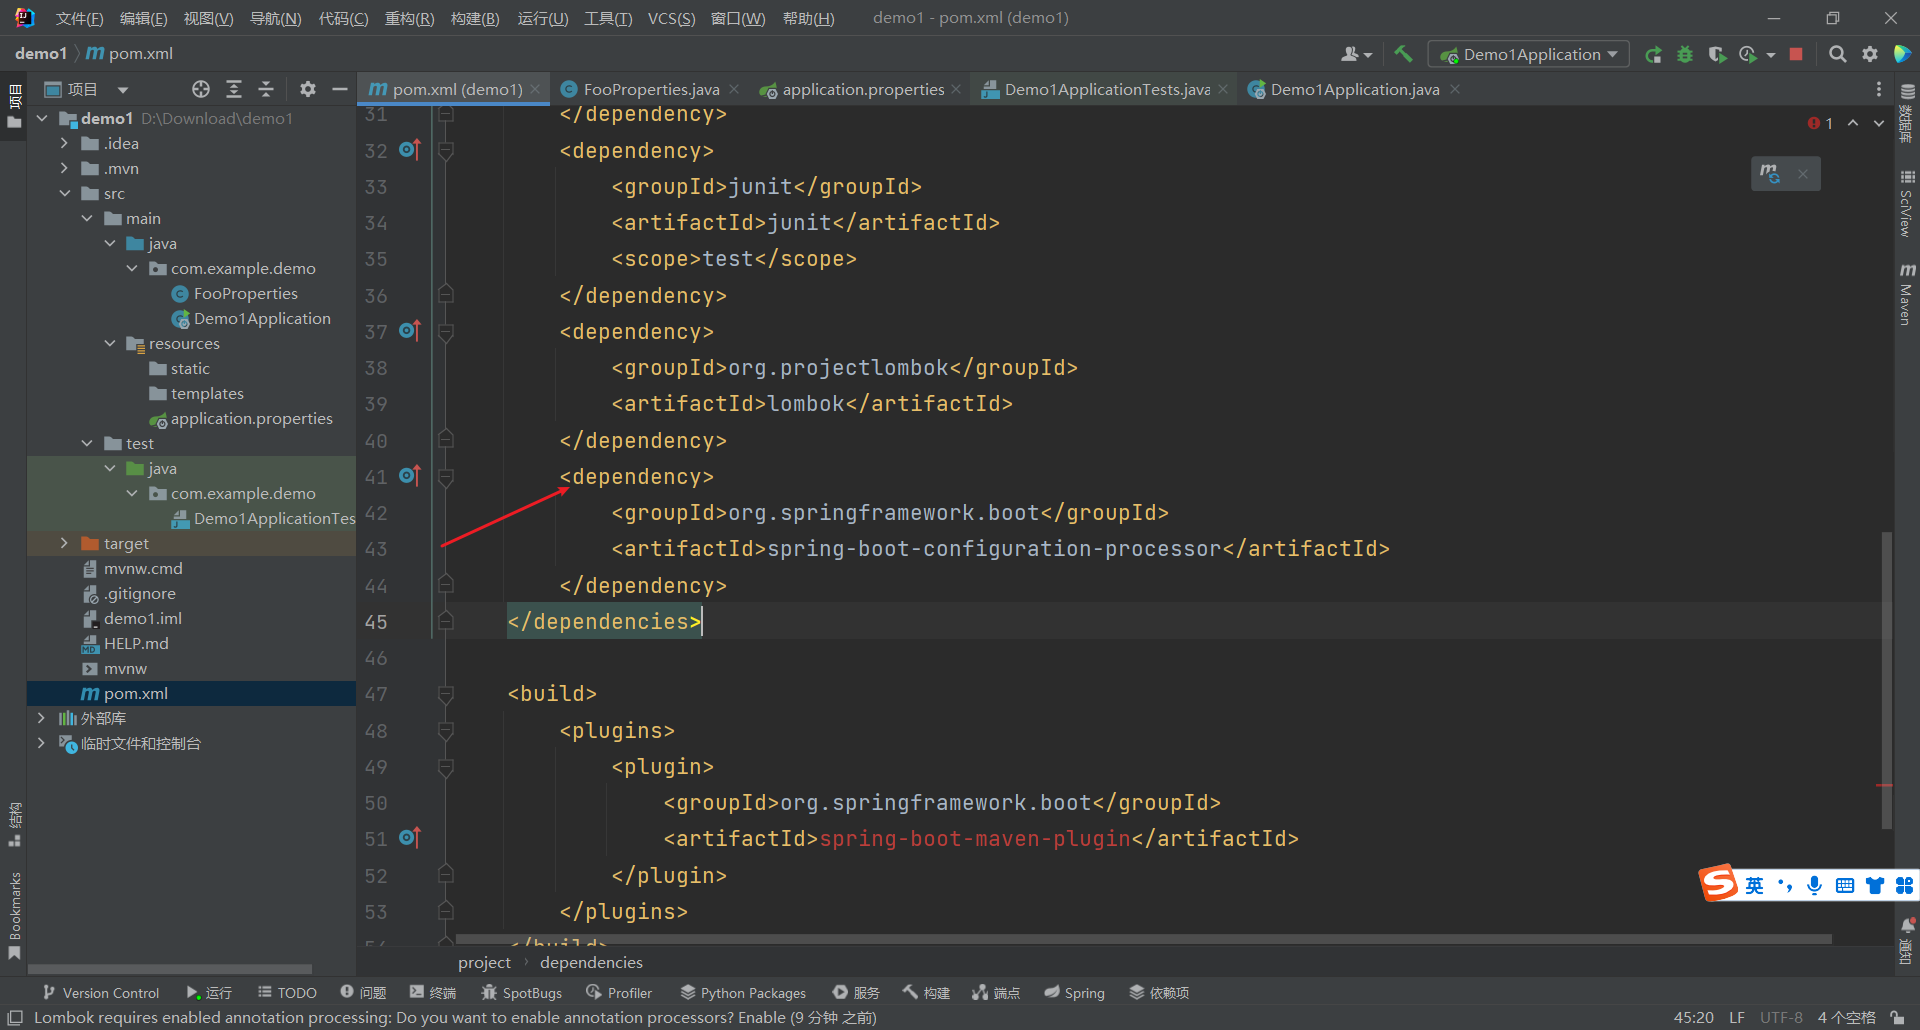 文件(F) 编辑(E) 视图(V) 导航(N) 代码(C) 重构(R) 构建(B) 运行(U) 工具(T) VCS(S) 窗口(W) 帮助(H) demo1 - pom.xml (demo1)
demo1 pom.xml
Demo1Application
项目
pom.xml (demo1) FooProperties.java application.properties Demo1ApplicationTests.java Demo1Application.java
项目
demo1 D:\Download\demo1
.idea
.mvn
src
main
java
com.example.demo
FooProperties
Demo1Application
resources
static
templates
application.properties
test
java
com.example.demo
Demo1ApplicationTes
target
mvnw.cmd
.gitignore
demo1.iml
HELP.md
mvnw
pom.xml
外部库
临时文件和控制台
结构
Bookmarks
31 </dependency>
32 <dependency>
33 <groupId>junit</groupId>
34 <artifactId>junit</artifactId>
35 <scope>test</scope>
36 </dependency>
37 <dependency>
38 <groupId>org.projectlombok</groupId>
39 <artifactId>lombok</artifactId>
40 </dependency>
41 <dependency>
42 <groupId>org.springframework.boot</groupId>
43 <artifactId>spring-boot-configuration-processor</artifactId>
44 </dependency>
45 </dependencies>
46
47 <build>
48 <plugins>
49 <plugin>
50 <groupId>org.springframework.boot</groupId>
51 <artifactId>spring-boot-maven-plugin</artifactId>
52 </plugin>
53 </plugins>
54 </build>
1
数据库
SciView
Maven
英
通知
project dependencies
Version Control 运行 TODO 问题 终端 SpotBugs Profiler Python Packages 服务 构建 端点 Spring 依赖项
Lombok requires enabled annotation processing: Do you want to enable annotation processors? Enable (9 分钟 之前) 45:20 LF UTF-8 4 个空格